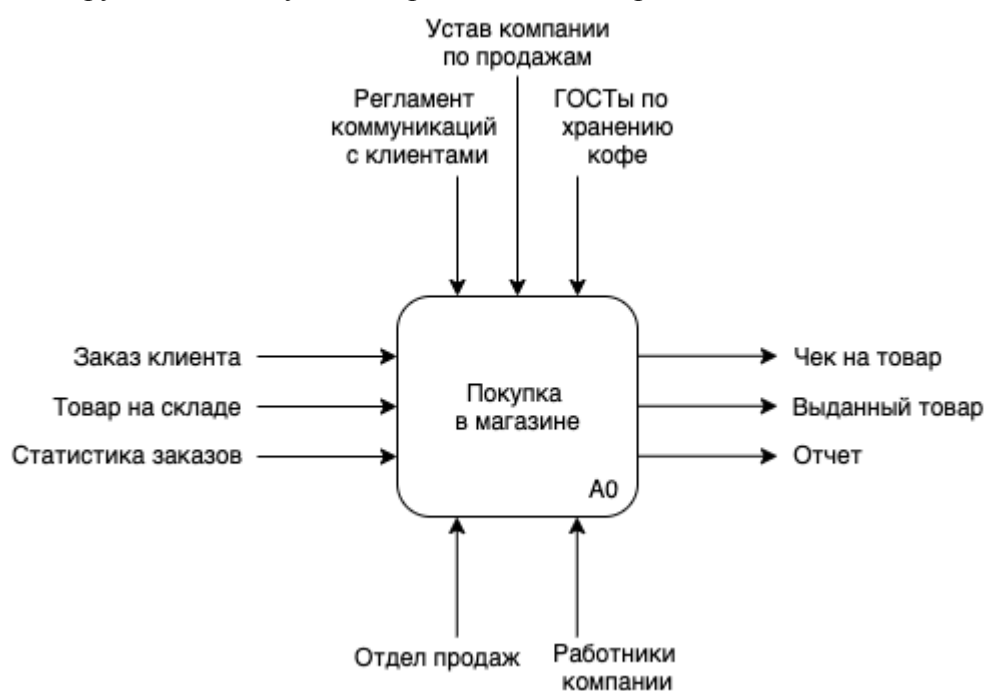 Устав компании
по продажам
Регламент
коммуникаций
с клиентами
ГОСТы по
хранению
кофе
Заказ клиента
Товар на складе
Статистика заказов
Покупка
в магазине
A0
Чек на товар
Выданный товар
Отчет
Отдел продаж
Работники
компании